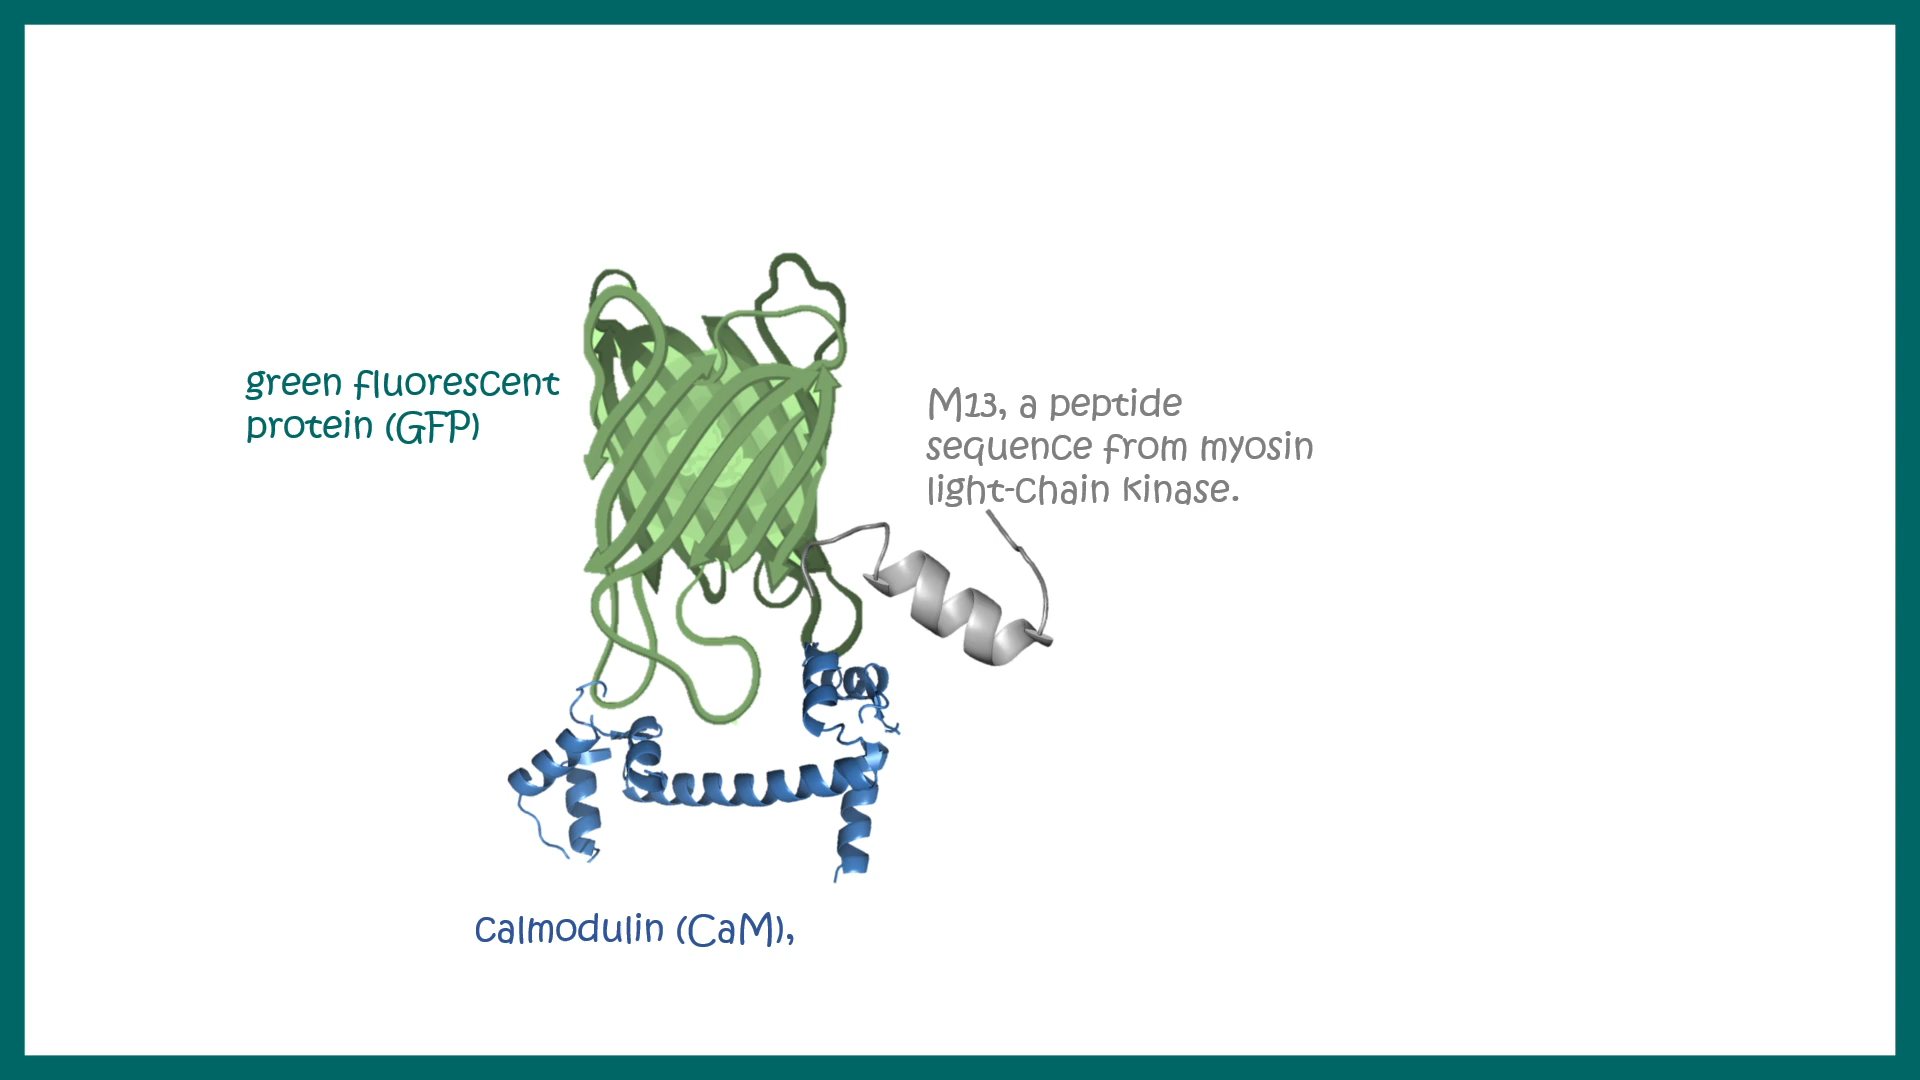 green fluorescent
protein (GFP)
M13, a peptide
sequence from myosin
light-chain kinase.
calmodulin (CaM),